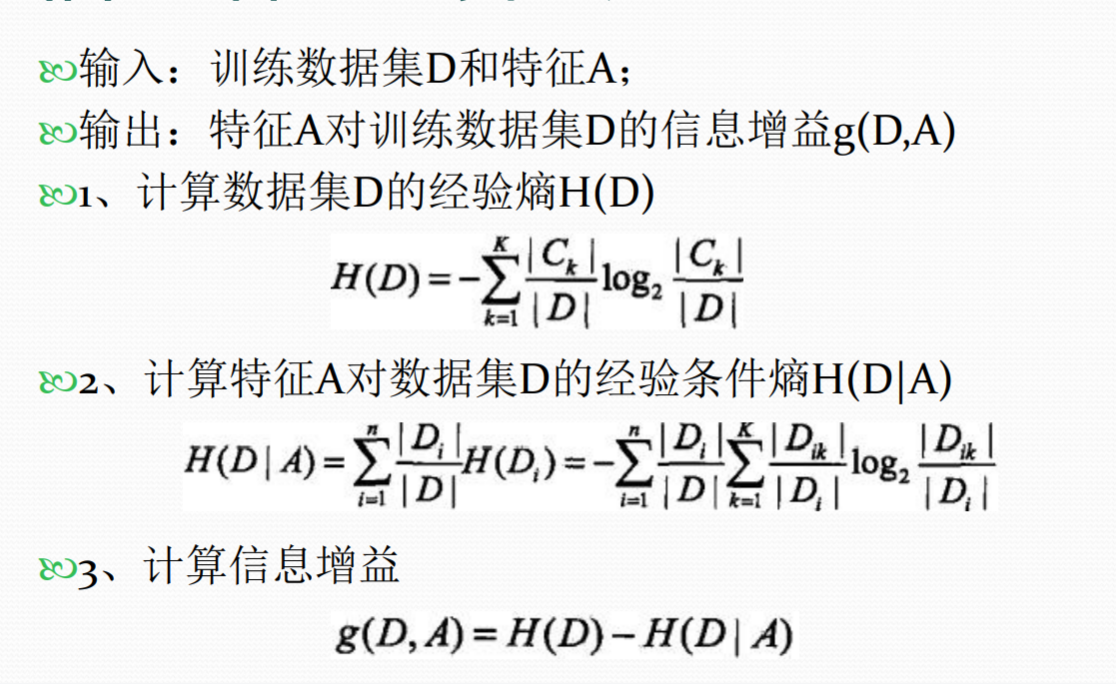 输入：训练数据集D和特征A；
输出：特征A对训练数据集D的信息增益g(D,A)
1、计算数据集D的经验熵H(D)
H(D)=-∑_{k=1}^{K} |C_k|/|D| log₂ |C_k|/|D|
2、计算特征A对数据集D的经验条件熵H(D|A)
H(D|A)=∑_{i=1}^{n} |D_i|/|D| H(D_i)=-∑_{i=1}^{n} |D_i|/|D| ∑_{k=1}^{K} |D_{ik}|/|D_i| log₂ |D_{ik}|/|D_i|
3、计算信息增益
g(D,A)=H(D)-H(D|A)